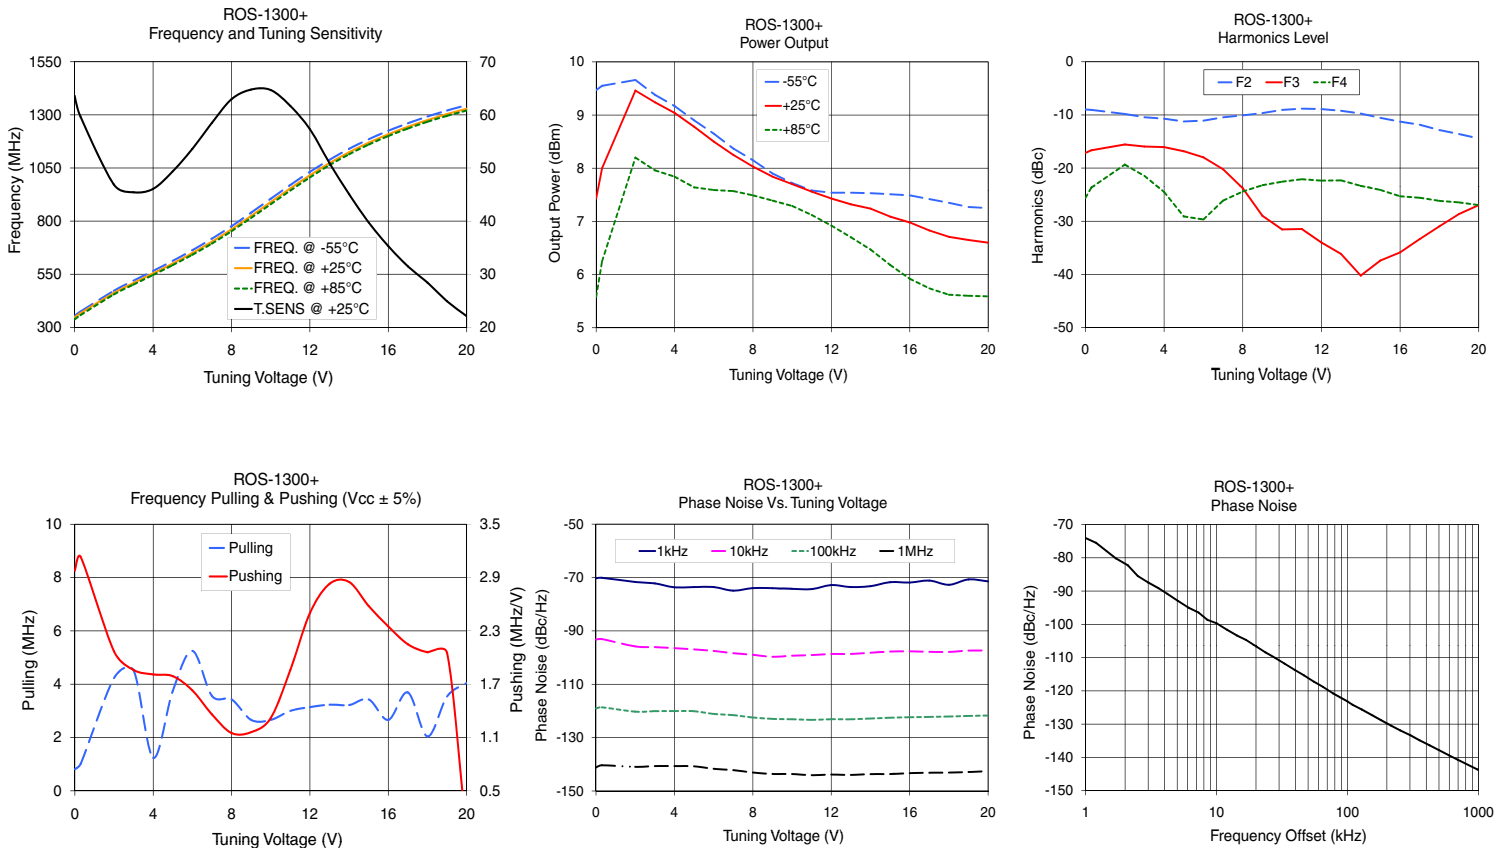 ROS-1300+
Frequency and Tuning Sensitivity
1550
1300
1050
800
550
300
Frequency (MHz)
70
60
50
40
30
20
FREQ. @ -55°C
FREQ. @ +25°C
FREQ. @ +85°C
T.SENS @ +25°C
0 4 8 12 16 20
Tuning Voltage (V)
ROS-1300+
Power Output
10
9
8
7
6
5
Output Power (dBm)
-55°C
+25°C
+85°C
0 4 8 12 16 20
Tuning Voltage (V)
ROS-1300+
Harmonics Level
0
-10
-20
-30
-40
-50
Harmonics (dBc)
F2 F3 F4
0 4 8 12 16 20
Tuning Voltage (V)
ROS-1300+
Frequency Pulling & Pushing (Vcc ± 5%)
10
8
6
4
2
0
Pulling (MHz)
3.5
2.9
2.3
1.7
1.1
0.5
Pushing (MHz/V)
Pulling
Pushing
0 4 8 12 16 20
Tuning Voltage (V)
ROS-1300+
Phase Noise Vs. Tuning Voltage
-50
-70
-90
-110
-130
-150
Phase Noise (dBc/Hz)
1kHz 10kHz 100kHz 1MHz
0 4 8 12 16 20
Tuning Voltage (V)
ROS-1300+
Phase Noise
-70
-80
-90
-100
-110
-120
-130
-140
-150
Phase Noise (dBc/Hz)
1 10 100 1000
Frequency Offset (kHz)